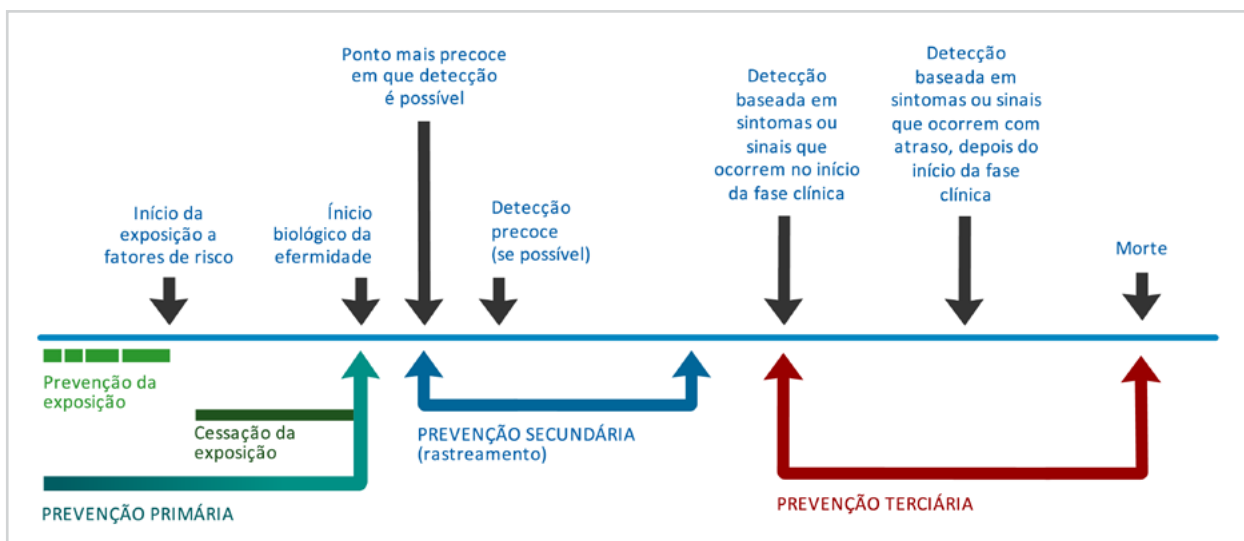 Ponto mais precoce
em que detecção
é possível
Detecção
baseada em
sintomas ou
sinais que
ocorrem no início
da fase clínica
Detecção
baseada em
sintomas ou sinais
que ocorrem com
atraso, depois do
início da fase
clínica
Início da
exposição a
fatores de risco
Ínicio
biológico da
efermidade
Detecção
precoce
(se possível)
Morte
Prevenção da
exposição
Cessação da
exposição
PREVENÇÃO PRIMÁRIA
PREVENÇÃO SECUNDÁRIA
(rastreamento)
PREVENÇÃO TERCIÁRIA